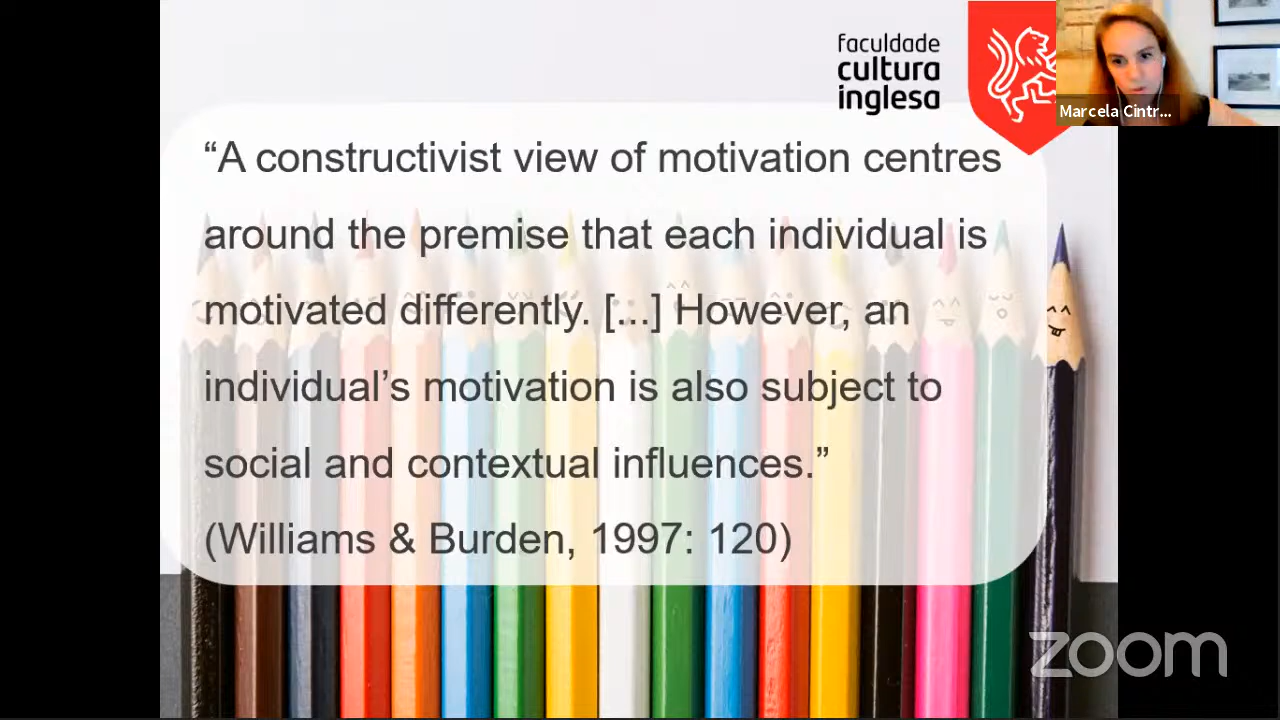 faculdade
cultura
inglesa
Marcela Cintr...
“A constructivist view of motivation centres
around the premise that each individual is
motivated differently. [...] However, an
individual’s motivation is also subject to
social and contextual influences.”
(Williams & Burden, 1997: 120)
zoom